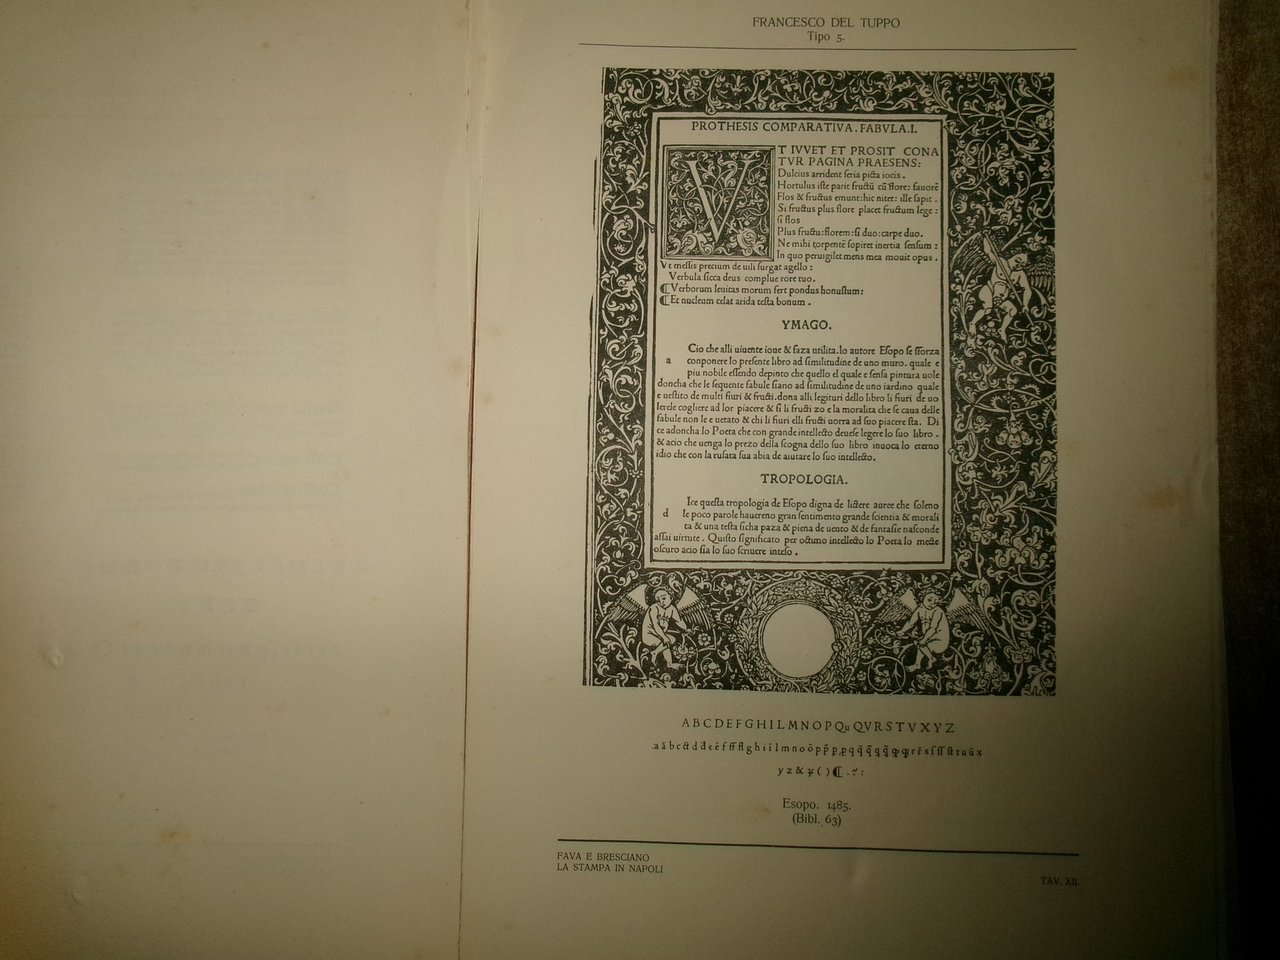 FRANCESCO DEL TUPPO
Tipo 5.
PROTHESIS COMPARATIVA. FABVLA.I.
VT IVVET ET PROSIT CONA
TVR PAGINA PRAESENS:
Dulcius arrident ſeria picta iocis.
Hortulus iſte parit fructū cū flore: fauorē
Flos & fructus emunt: hic nitet: ille ſapit.
Si fructus plus flore placet fructum lege:
ſi flos
Plus fructu: florem: ſi duo: carpe duo.
Ne mihi torpentē ſopiret inertia ſenſum:
In quo peruigilet mens mea mouit opus.
Vt meſſis precium de uili ſurgat agello:
Verbula ſicca deus complue rore tuo.
¶Verborum leuitas morum fert pondus honuſtum:
¶Et nucleum celat arida teſta bonum.
YMAGO.
Cio che alli uiuente ioue & faza utilita. lo autore Eſopo ſe ſforza
a conponere lo preſente libro ad ſimilitudine de uno muro. quale e
piu nobile eſſendo depinto che quello el quale e ſenſa pintura uole
doncha che le ſequente fabule ſiano ad ſimilitudine de uno iardino quale
e ueſtito de multi fiuri & fructi. dona alli legituri dello libro li fiuri de uo
lerele cogliere ad lor piacere & ſi li fructi zo e la moralita che ſe caua delle
fabule non le e uetato & chi li fiuri elli fructi uorra ad ſuo piacere ſta. Di
ce adoncha lo Poeta che con grande intellecto deueſe legere lo ſuo libro.
& acio che uenga lo prezo della ſcogna dello ſuo libro inuoca lo eterno
idio che con la ruſata ſua abia de aiutare lo ſuo intellecto.
TROPOLOGIA.
Ice queſta tropologia de Eſopo digna de lictere auree che ſoleno
d le poco parole hauereno gran ſentimento grande ſcientia & morali
ta & una teſta ſicha paza & piena de uento & de fantaſie naſconde
aſſai uirtute. Quiſto ſignificato per octimo intellecto lo Poeta lo mecte
oſcuro acio ſia lo ſuo ſcriuere inteſo.
A B C D E F G H I L M N O P Q Qu Q V R S T V X Y Z
y z & ( ) ¶ . ? :
Esopo. 1485.
(Bibl. 63)
FAVA E BRESCIANO
LA STAMPA IN NAPOLI
TAV. XII.